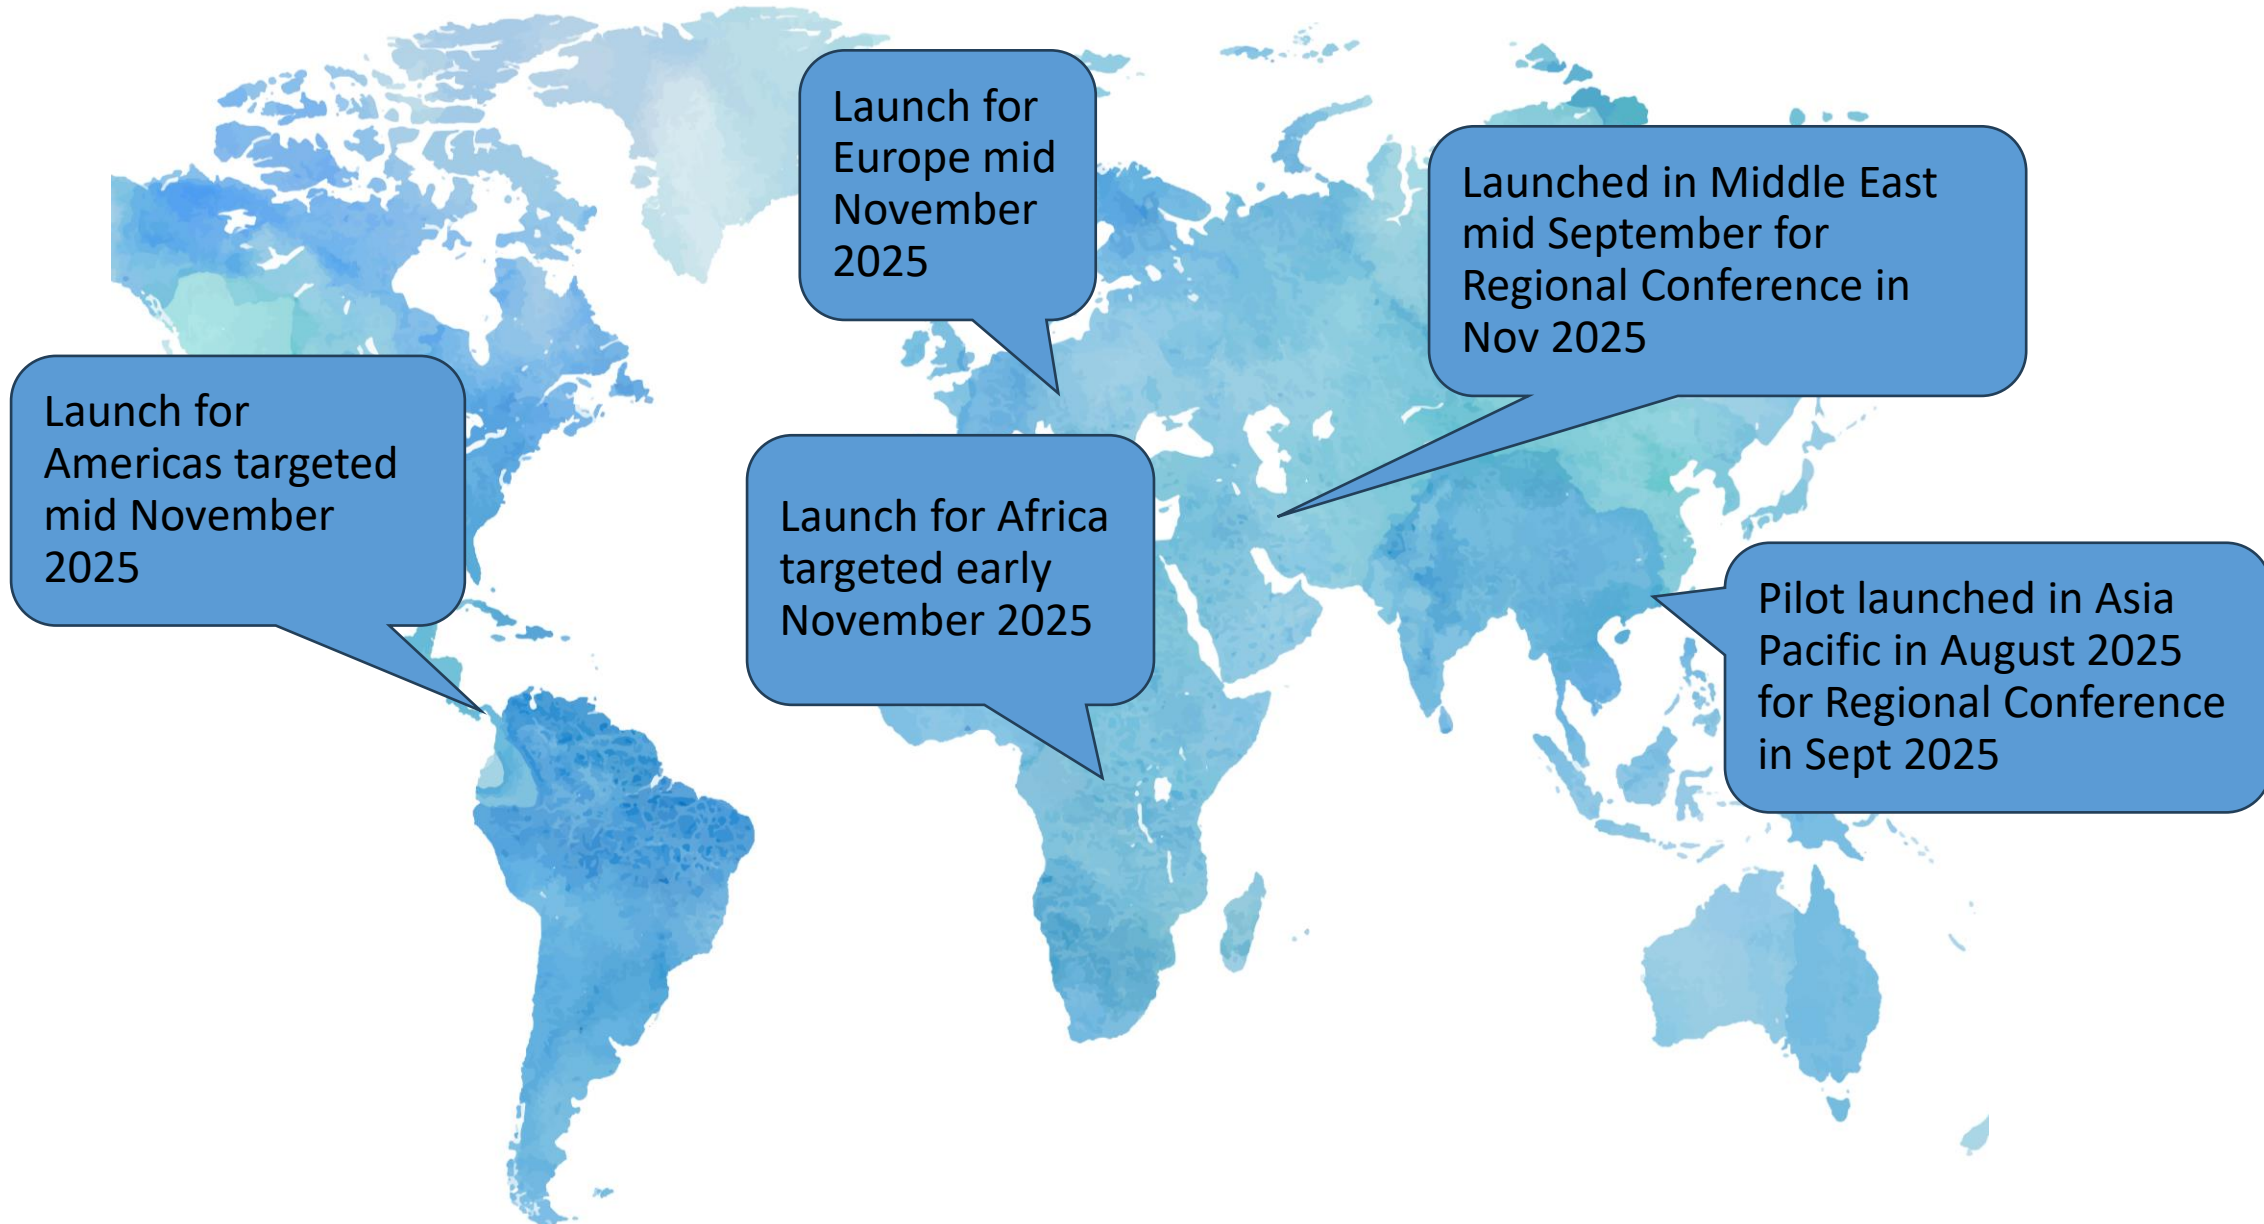 Launch for
Europe mid
November
2025
Launched in Middle East
mid September for
Regional Conference in
Nov 2025
Launch for
Americas targeted
mid November
2025
Launch for Africa
targeted early
November 2025
Pilot launched in Asia
Pacific in August 2025
for Regional Conference
in Sept 2025